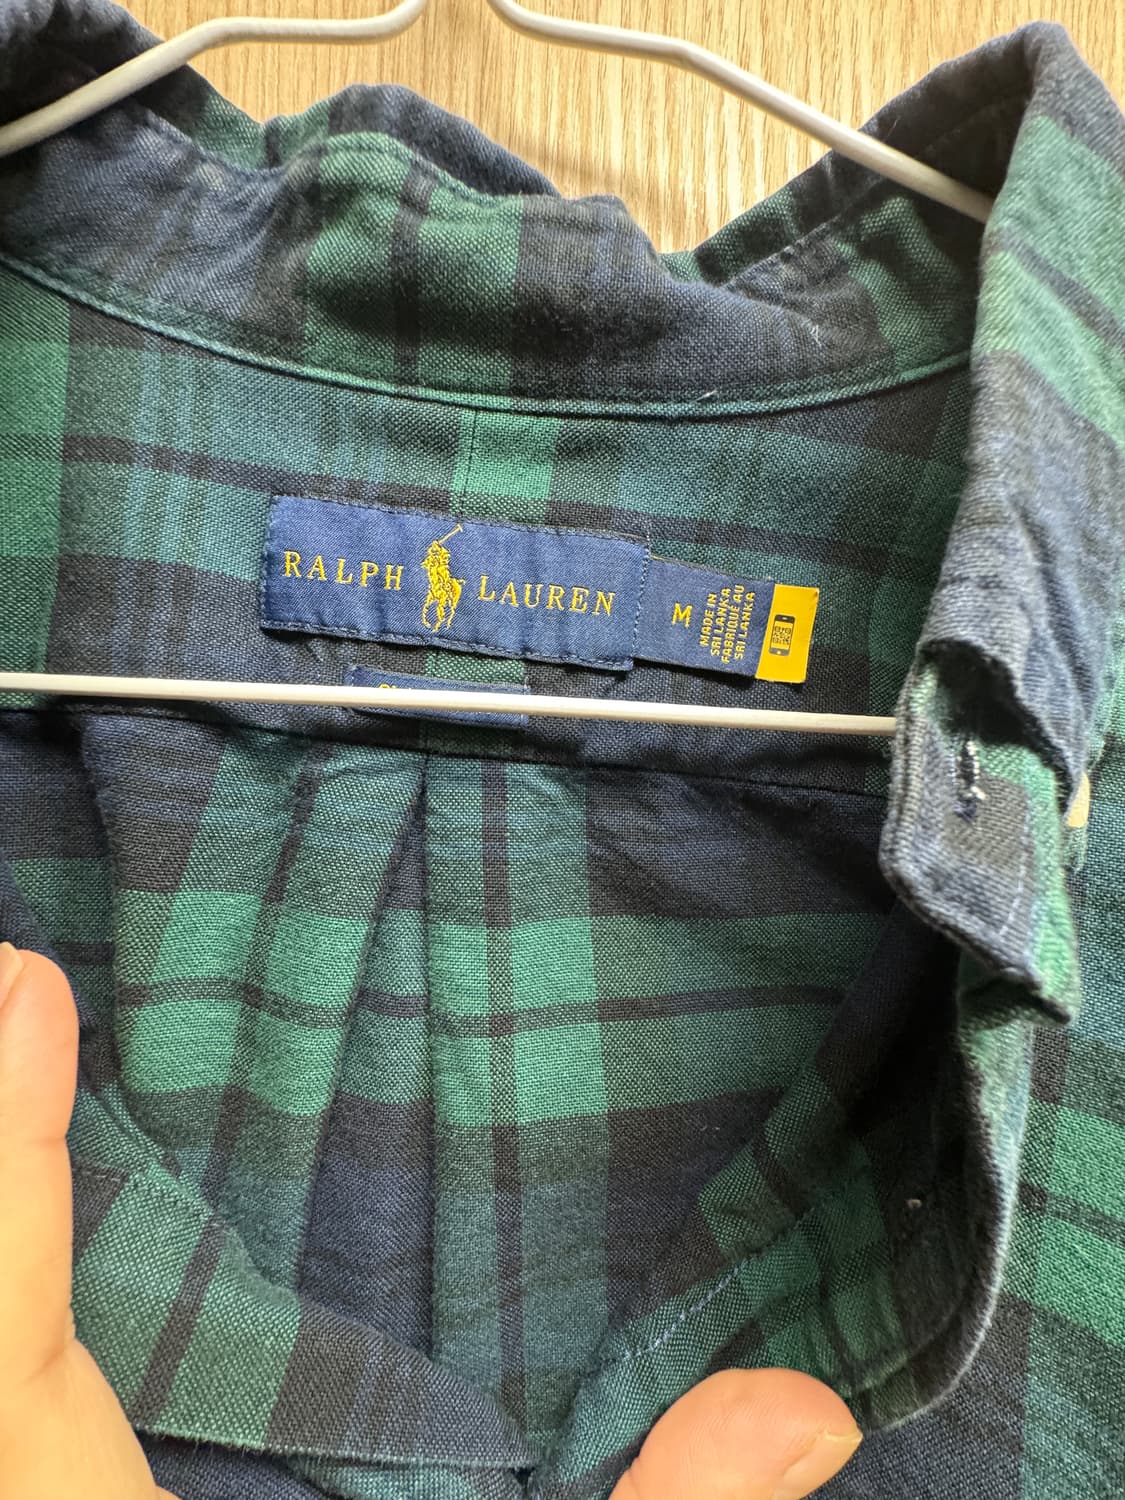 RALPH LAUREN
M
MADE IN
SRI LANKA
FABRIQUÉ AU
SRI LANKA